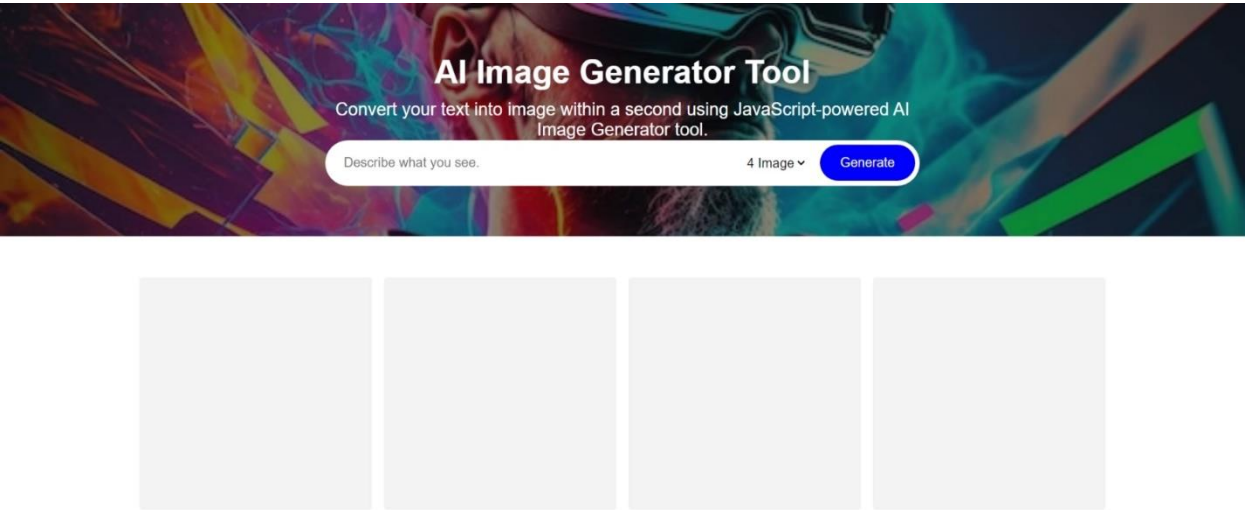 AI Image Generator Tool
Convert your text into image within a second using JavaScript-powered AI
Image Generator tool.
Describe what you see.
4 Image
Generate